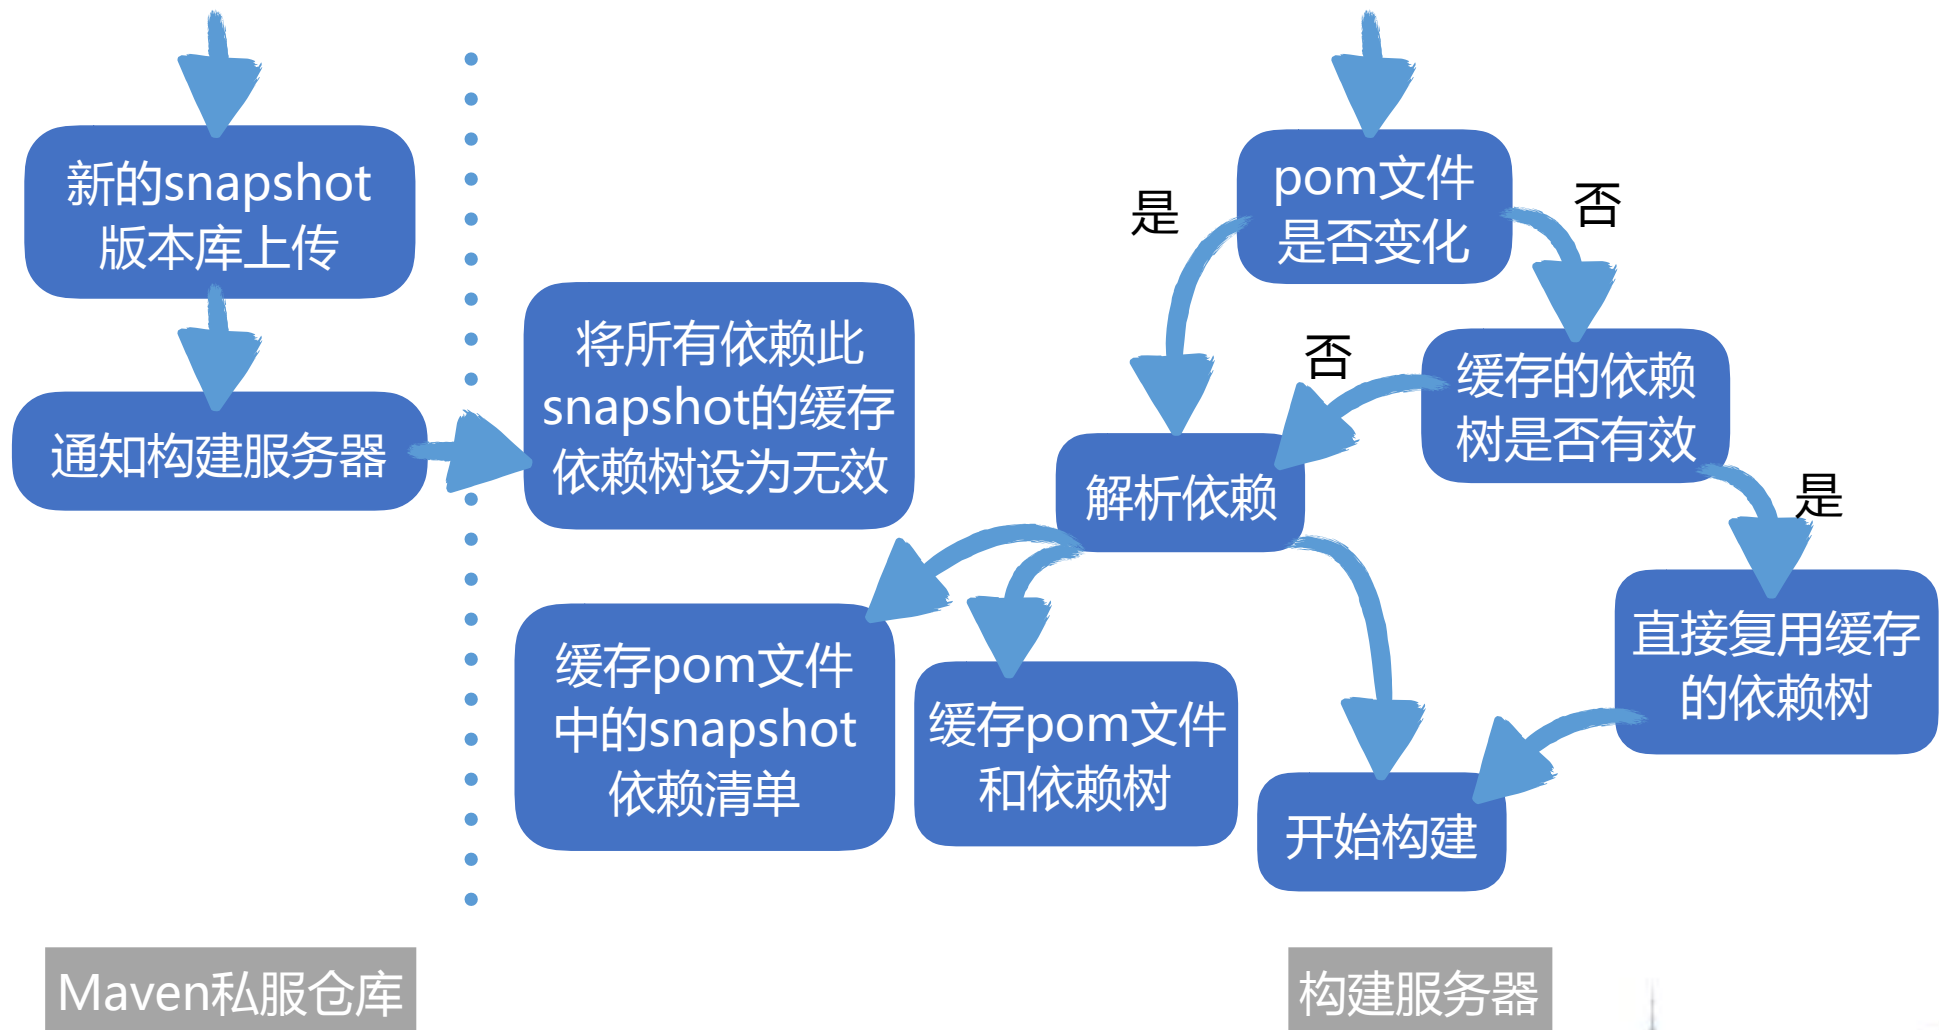 新的snapshot
版本库上传
通知构建服务器
将所有依赖此
snapshot的缓存
依赖树设为无效
pom文件
是否变化
是
否
缓存的依赖
树是否有效
否
是
解析依赖
直接复用缓存
的依赖树
缓存pom文件
中的snapshot
依赖清单
缓存pom文件
和依赖树
开始构建
Maven私服仓库
构建服务器